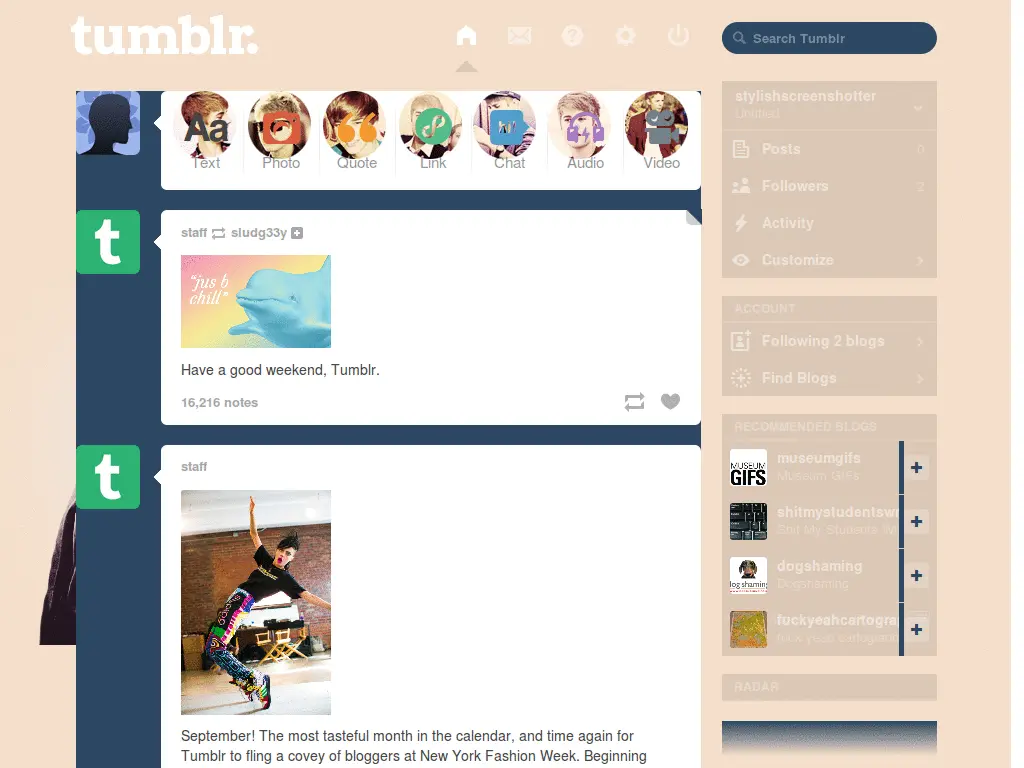 tumblr.
Search Tumblr
stylishscreenshotter
Untitled
Posts 0
Followers 2
Activity
Customize
ACCOUNT
Following 2 blogs
Find Blogs
RECOMMENDED BLOGS
MUSEUM
GIFS
museumgifs
Museum GIFs
shitmystudentswr
Shit My Students W
dogshaming
Dogshaming
fuckyeahcartogra
fuck yeah cartograph
RADAR
Aa
Text
Photo
Quote
Link
Chat
Audio
Video
t
staff sludg33y
"jus b
chill"
Have a good weekend, Tumblr.
16,216 notes
t
staff
September! The most tasteful month in the calendar, and time again for
Tumblr to fling a covey of bloggers at New York Fashion Week. Beginning